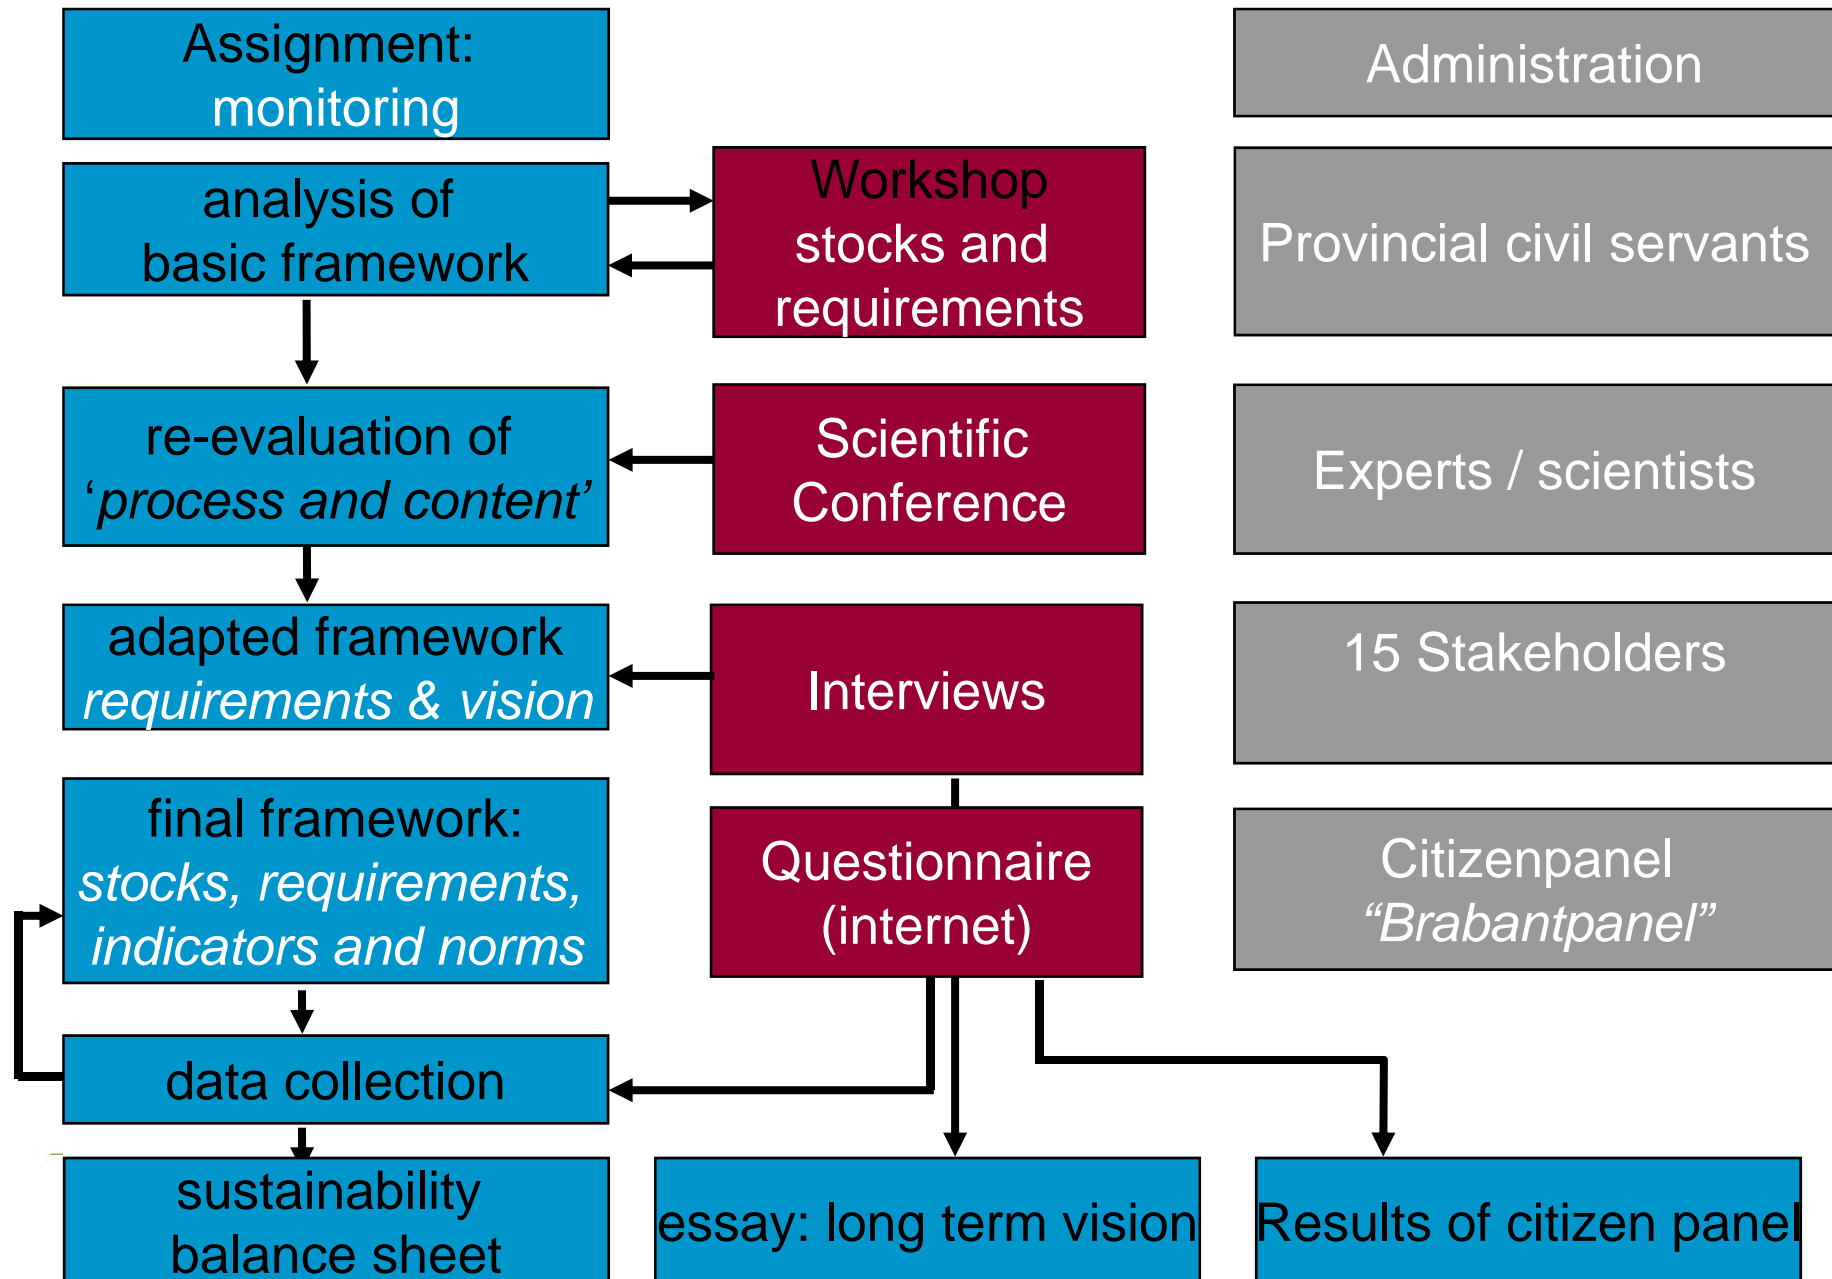 Assignment:
monitoring
Administration
analysis of
basic framework
Workshop
stocks and
requirements
Provincial civil servants
re-evaluation of
‘process and content’
Scientific
Conference
Experts / scientists
adapted framework
requirements & vision
Interviews
15 Stakeholders
final framework:
stocks, requirements,
indicators and norms
Questionnaire
(internet)
Citizenpanel
“Brabantpanel”
data collection
sustainability
balance sheet
essay: long term vision
Results of citizen panel